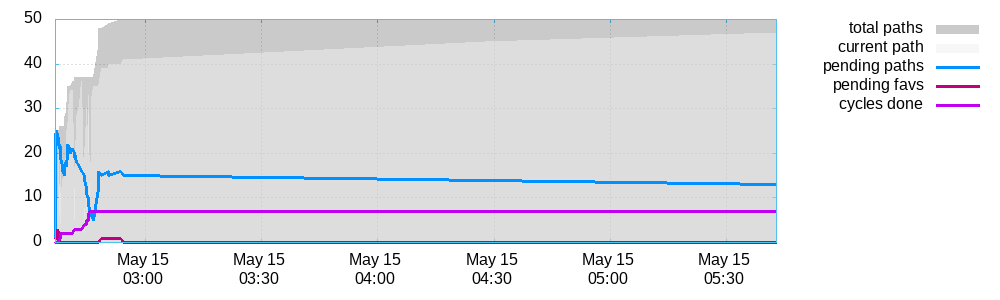 50
40
30
20
10
0
May 15
03:00
May 15
03:30
May 15
04:00
May 15
04:30
May 15
05:00
May 15
05:30
total paths
current path
pending paths
pending favs
cycles done